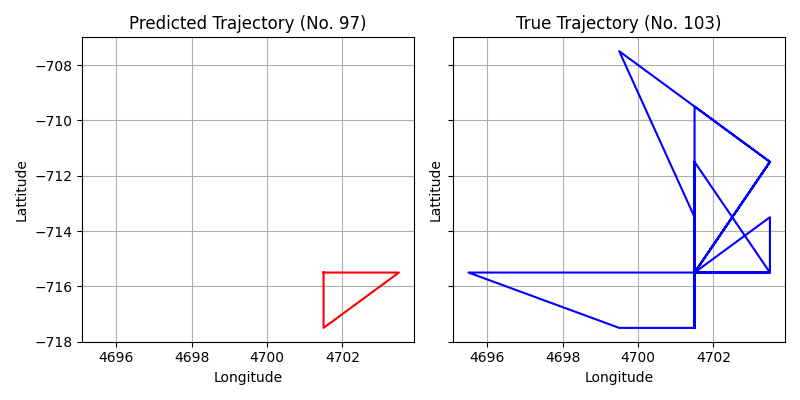 Predicted Trajectory (No. 97)
True Trajectory (No. 103)
−708
−710
−712
−714
−716
−718
Lattitude
Lattitude
4696 4698 4700 4702
4696 4698 4700 4702
Longitude
Longitude